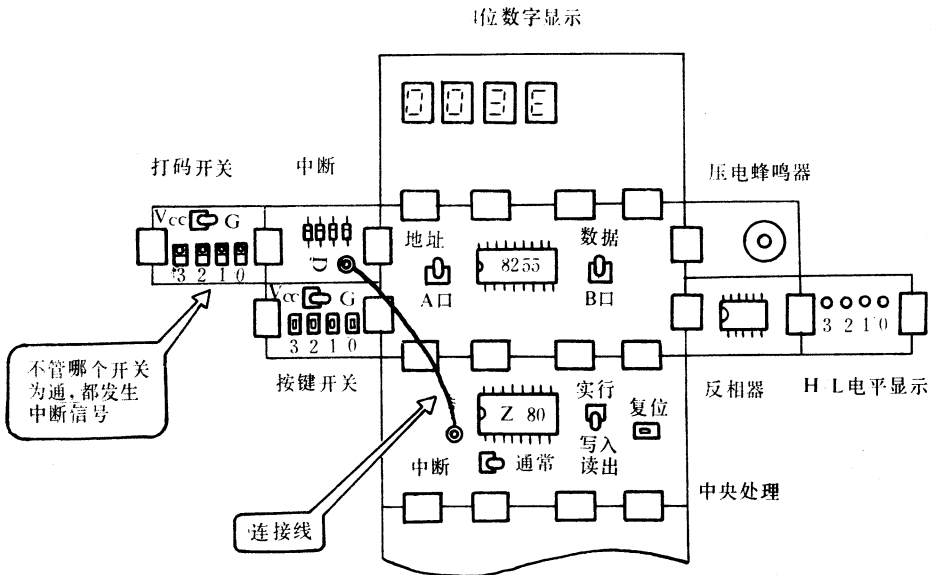 4位数字显示
003E
打码开关
中断
压电蜂鸣器
Vcc G
3 2 1 0
D
地址
数据
8255
A口
B口
Vcc G
3 2 1 0
3 2 1 0
不管哪个开关
为通,都发生
中断信号
按键开关
反相器
H L电平显示
实行
复位
Z 80
写入
读出
中断
通常
中央处理
连接线